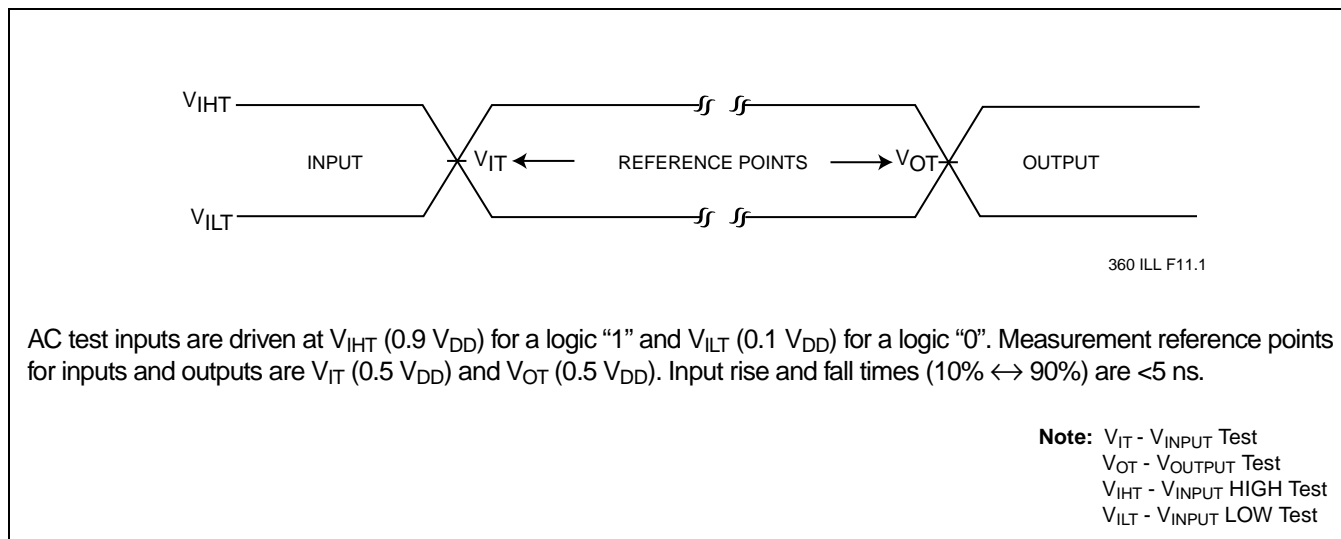 VIHT
INPUT VIT REFERENCE POINTS VOT OUTPUT
VILT
360 ILL F11.1
AC test inputs are driven at VIHT (0.9 VDD) for a logic “1” and VILT (0.1 VDD) for a logic “0”. Measurement reference points
for inputs and outputs are VIT (0.5 VDD) and VOT (0.5 VDD). Input rise and fall times (10% ↔ 90%) are <5 ns.
Note: VIT - VINPUT Test
VOT - VOUTPUT Test
VIHT - VINPUT HIGH Test
VILT - VINPUT LOW Test